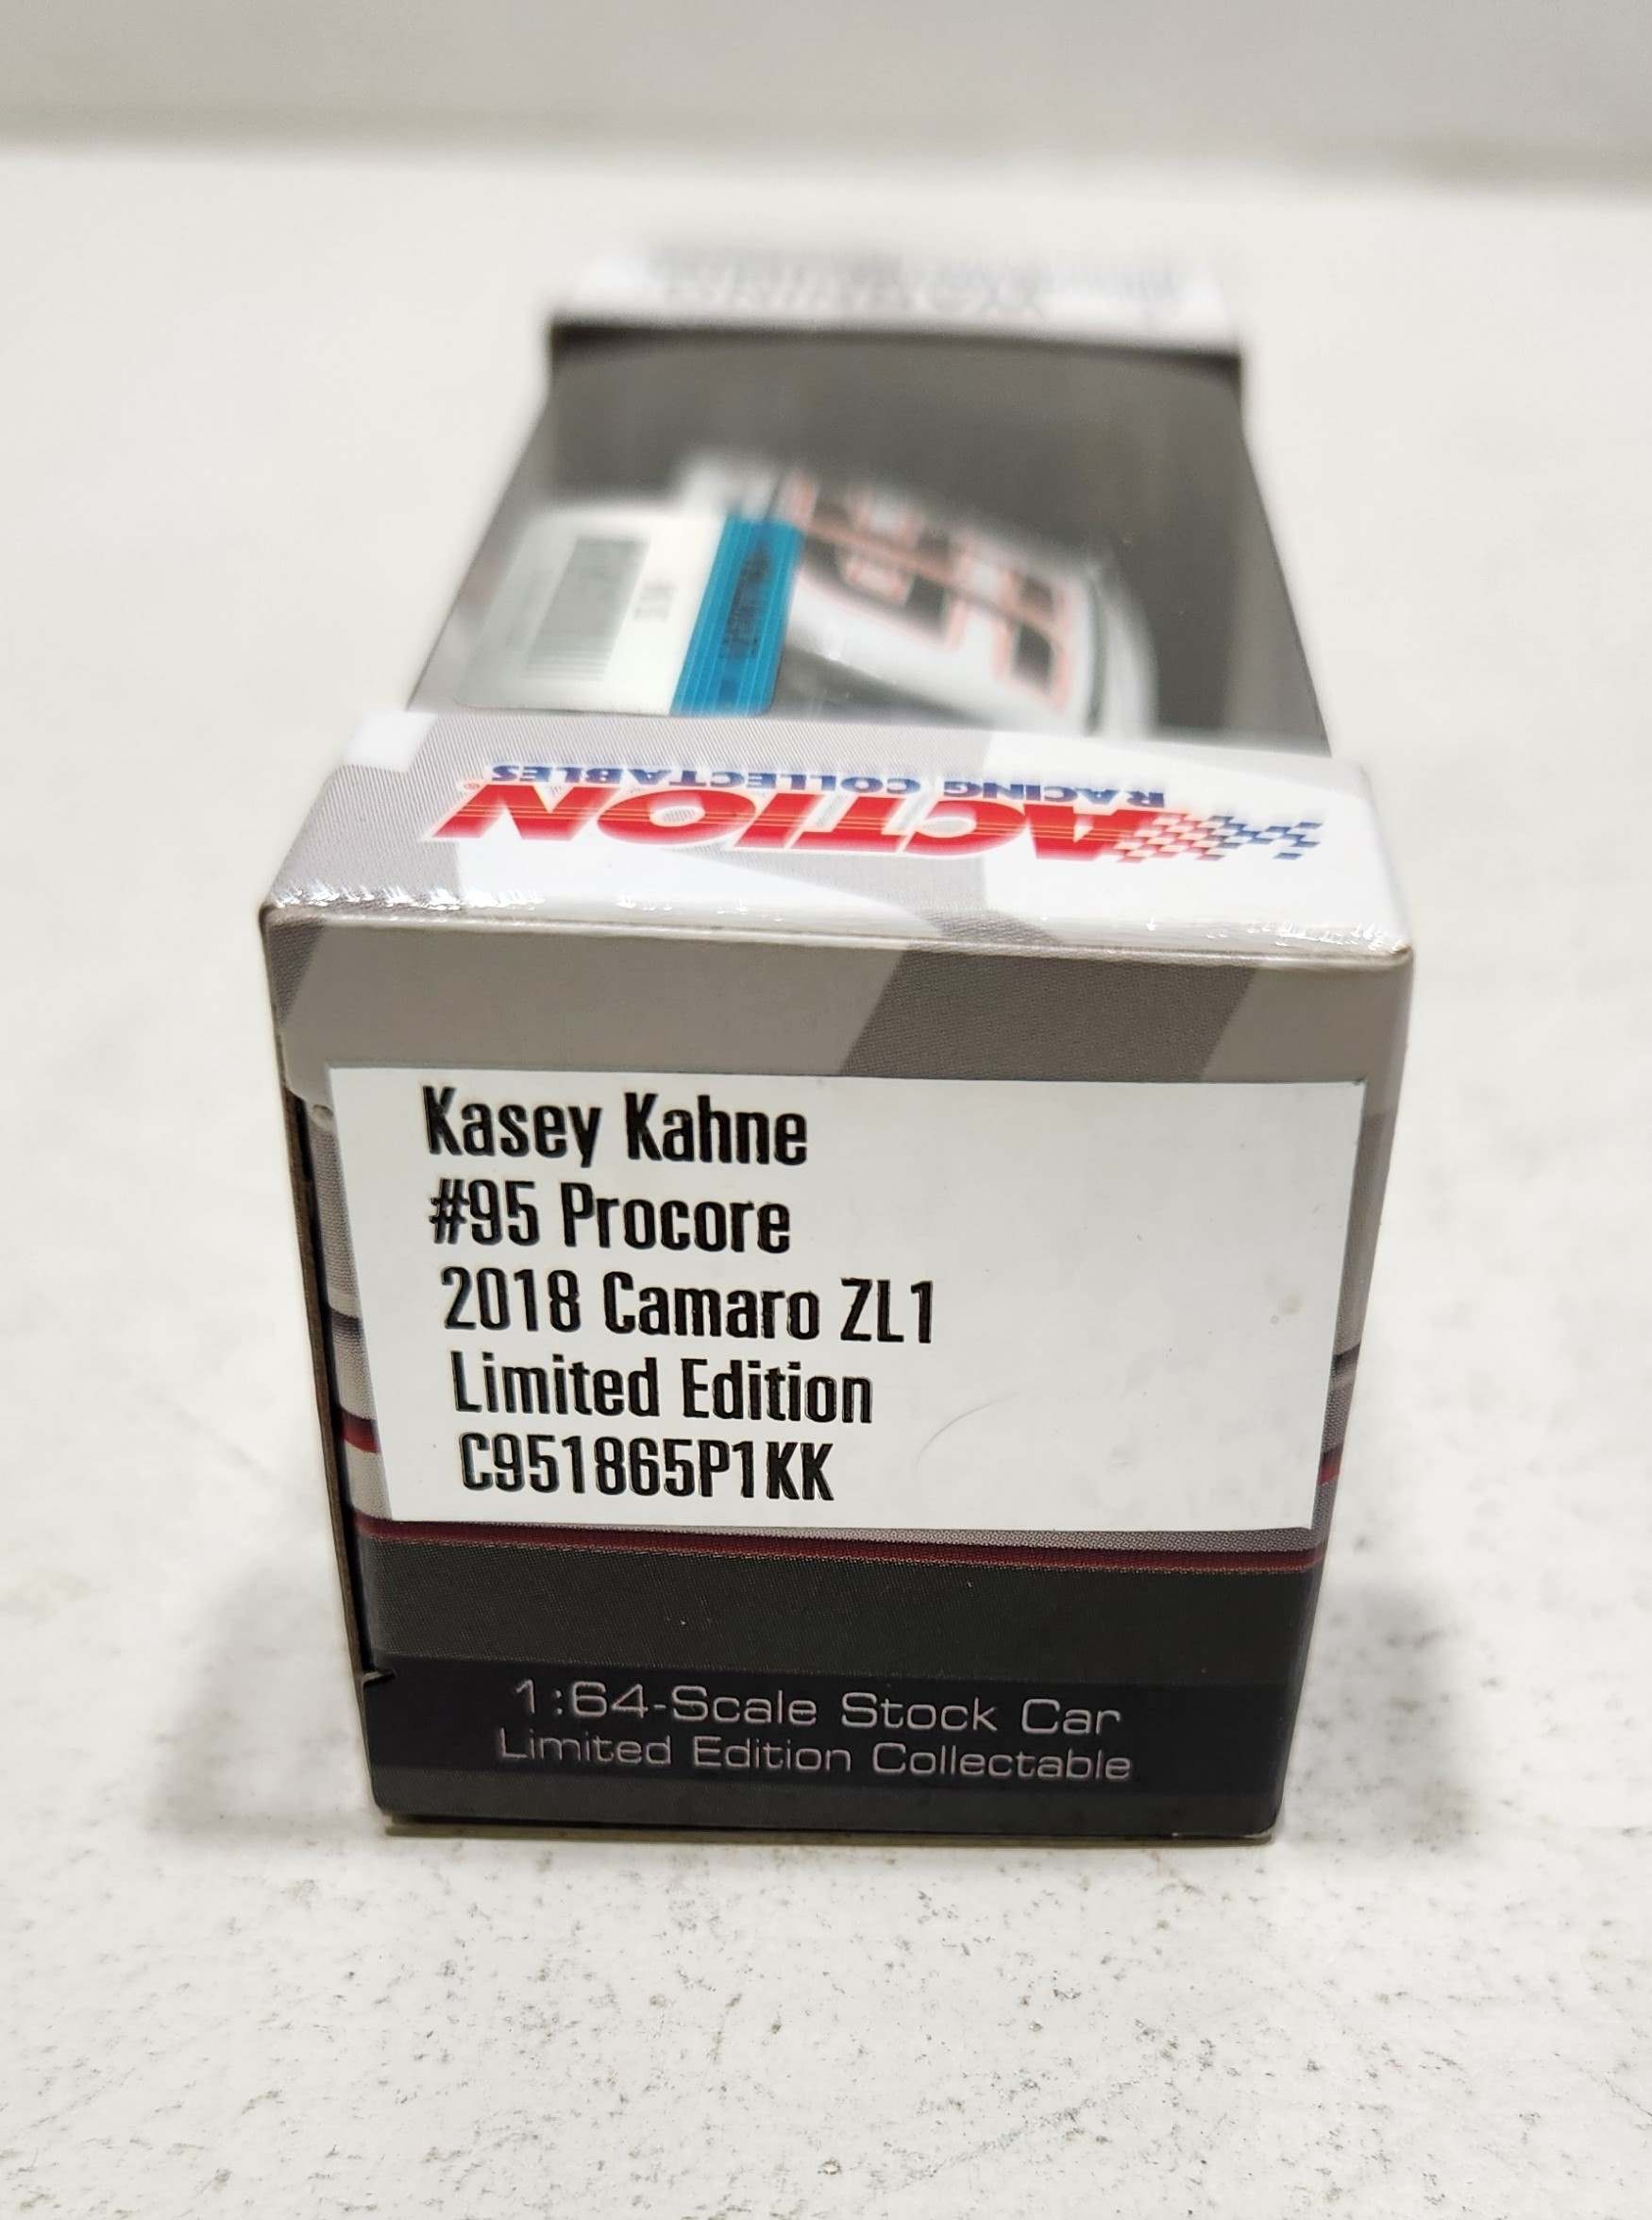 ACTION
RACING COLLECTABLES
Kasey Kahne
#95 Procore
2018 Camaro ZL1
Limited Edition
C951865P1KK
1:64-Scale Stock Car
Limited Edition Collectable